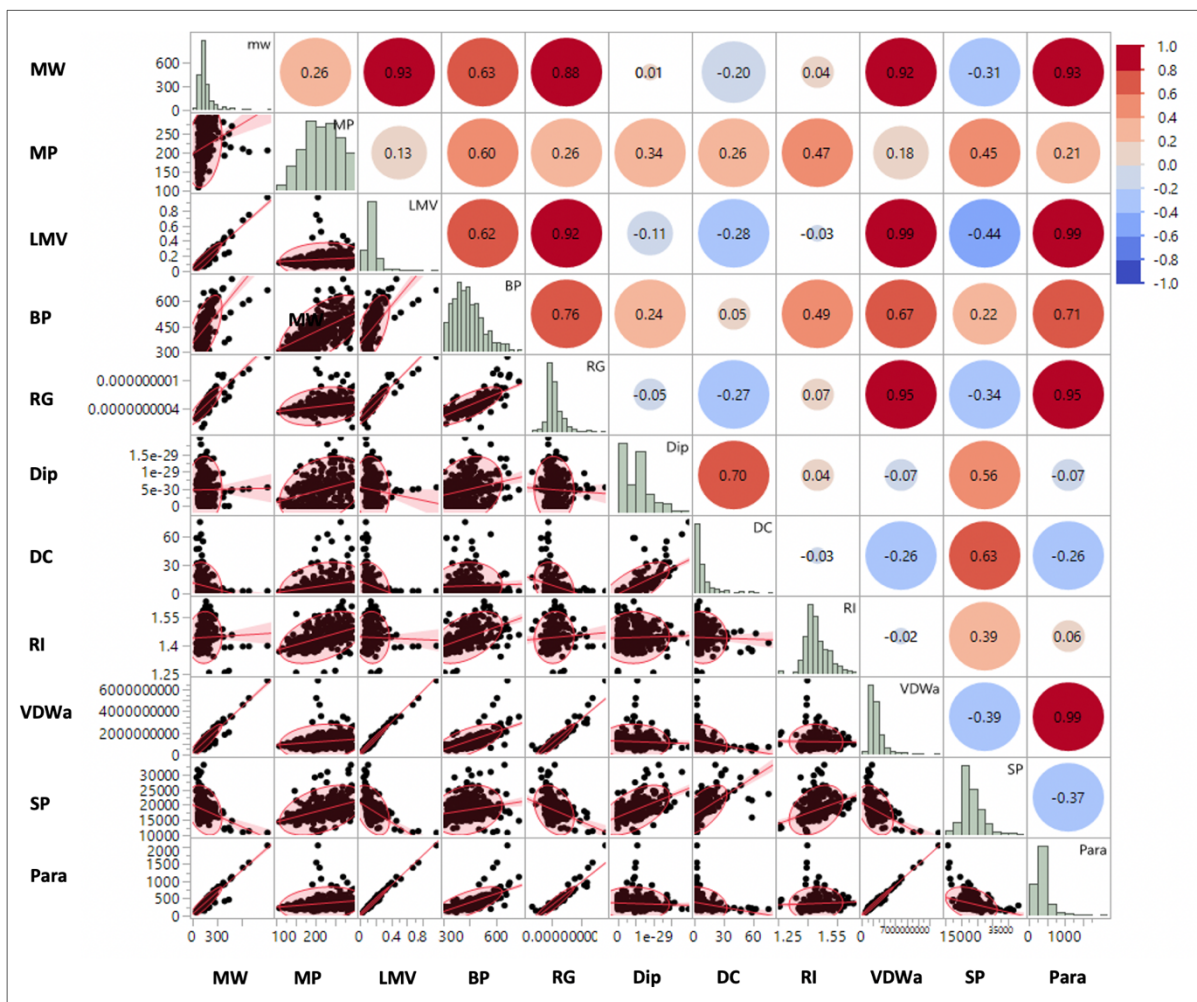 MW 600 300 0 mw 0.26 0.93 0.63 0.88 0.01 -0.20 0.04 0.92 -0.31 0.93 1.0
0.8
0.6
0.4
0.2
0.0
-0.2
-0.4
-0.6
-0.8
-1.0
MP 250 200 150 100 MP 0.13 0.60 0.26 0.34 0.26 0.47 0.18 0.45 0.21
LMV 0.8 0.6 0.4 0.2 0 LMV 0.62 0.92 -0.11 -0.28 -0.03 0.99 -0.44 0.99
BP 600 450 300 MW BP 0.76 0.24 0.05 0.49 0.67 0.22 0.71
RG 0.000000001 0.0000000004 RG -0.05 -0.27 0.07 0.95 -0.34 0.95
Dip 1.5e-29 1e-29 5e-30 0 Dip 0.70 0.04 -0.07 0.56 -0.07
DC 60 30 0 DC -0.03 -0.26 0.63 -0.26
RI 1.55 1.4 1.25 RI -0.02 0.39 0.06
VDWa 6000000000 4000000000 2000000000 0 VDWa -0.39 0.99
SP 30000 25000 20000 15000 10000 SP -0.37
Para 2000 1500 1000 500 0 Para
0 300 100 200 0 0.4 0.8 300 600 0 1e-29 0 30 60 1.25 1.55 0 15000 35000 0 1000
MW MP LMV BP RG Dip DC RI VDWa SP Para